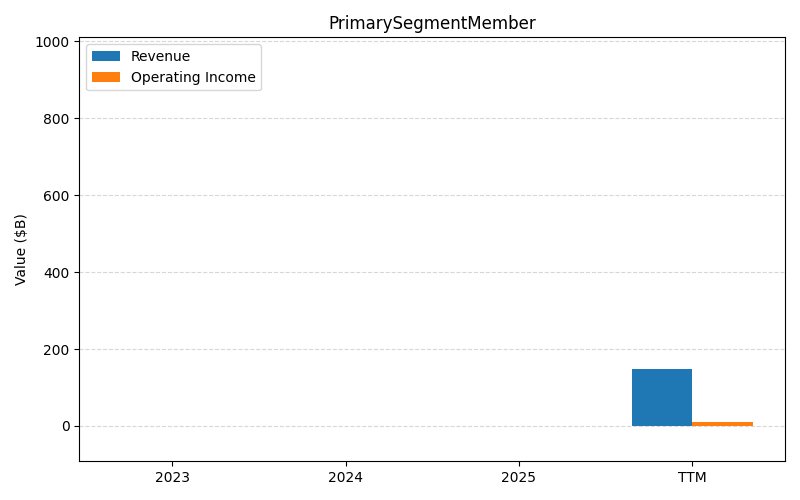 PrimarySegmentMember
1000
800
600
400
200
0
Value ($B)
Revenue
Operating Income
2023 2024 2025 TTM